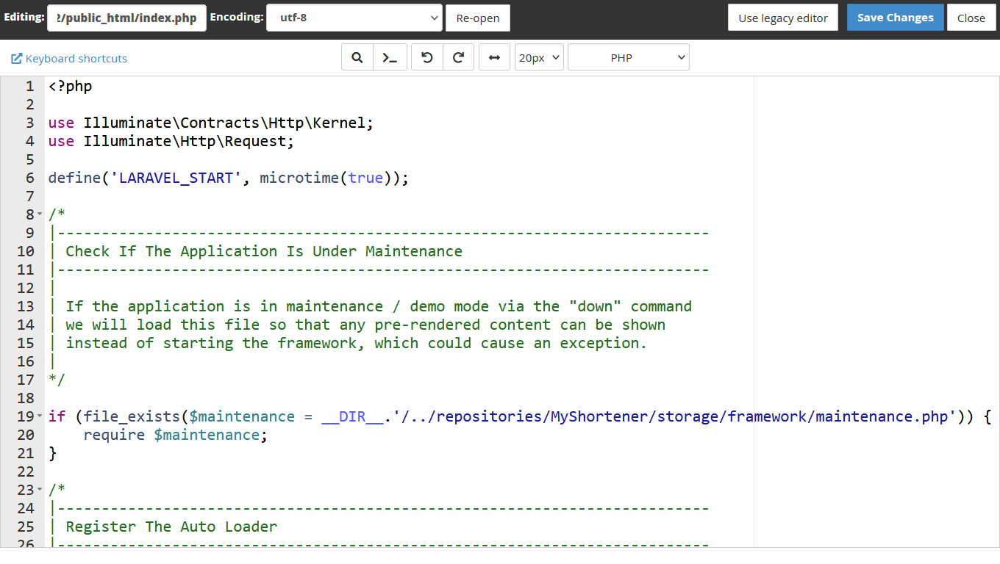 Editing: 2/public_html/index.php Encoding: utf-8 Re-open Use legacy editor Save Changes Close
Keyboard shortcuts 20px PHP
1 <?php
2
3 use Illuminate\Contracts\Http\Kernel;
4 use Illuminate\Http\Request;
5
6 define('LARAVEL_START', microtime(true));
7
8 /*
9 |--------------------------------------------------------------------------
10 | Check If The Application Is Under Maintenance
11 |--------------------------------------------------------------------------
12 |
13 | If the application is in maintenance / demo mode via the "down" command
14 | we will load this file so that any pre-rendered content can be shown
15 | instead of starting the framework, which could cause an exception.
16 |
17 */
18
19 if (file_exists($maintenance = __DIR__.'/../repositories/MyShortener/storage/framework/maintenance.php')) {
20     require $maintenance;
21 }
22
23 /*
24 |--------------------------------------------------------------------------
25 | Register The Auto Loader
26 |--------------------------------------------------------------------------